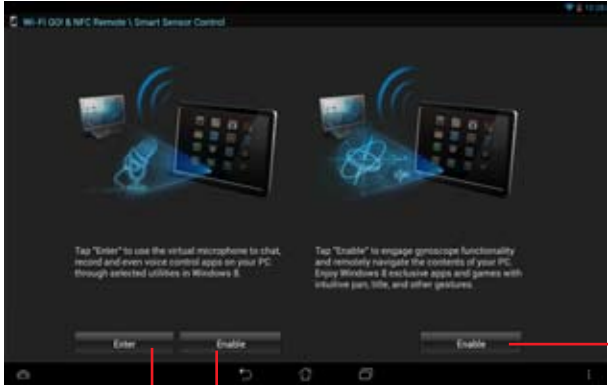 Wi-Fi GO! & NFC Remote \ Smart Sensor Control
Tap "Enter" to use the virtual microphone to chat,
record and even voice control apps on your PC
through selected utilities in Windows 8.
Tap "Enable" to engage gyroscope functionality
and remotely navigate the contents of your PC.
Enjoy Windows 8 exclusive apps and games with
intuitive pan, title, and other gestures.
Enter
Enable
Enable